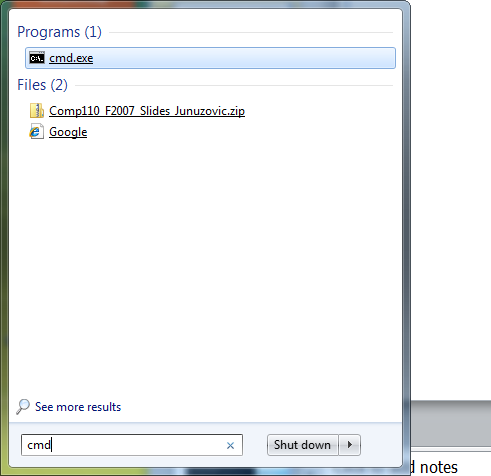 Programs (1)
cmd.exe
Files (2)
Comp110_F2007_Slides_Junuzovic.zip
Google
See more results
cmd
Shut down
notes